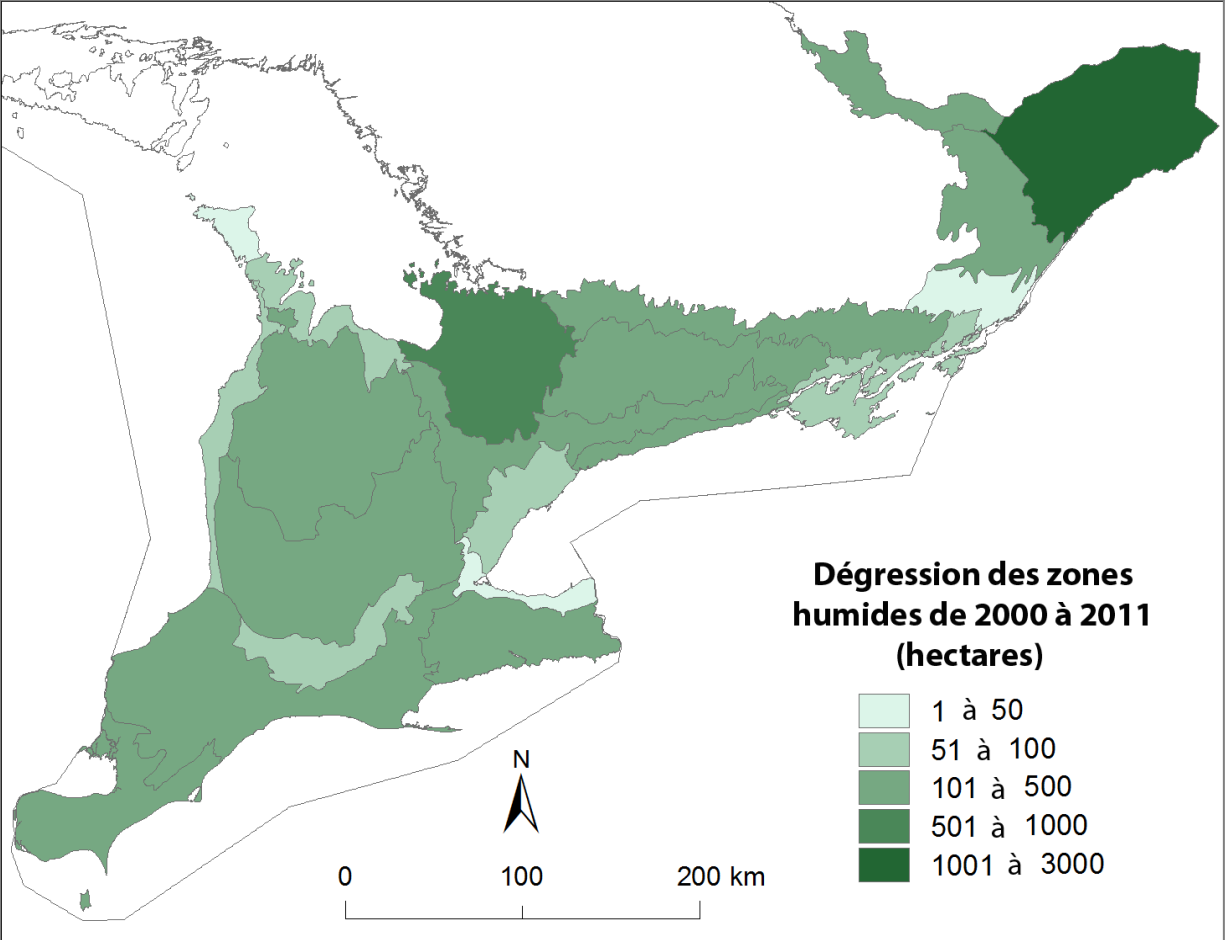 Dégression des zones
humides de 2000 à 2011
(hectares)
1 à 50
51 à 100
101 à 500
501 à 1000
1001 à 3000
N
0 100 200 km